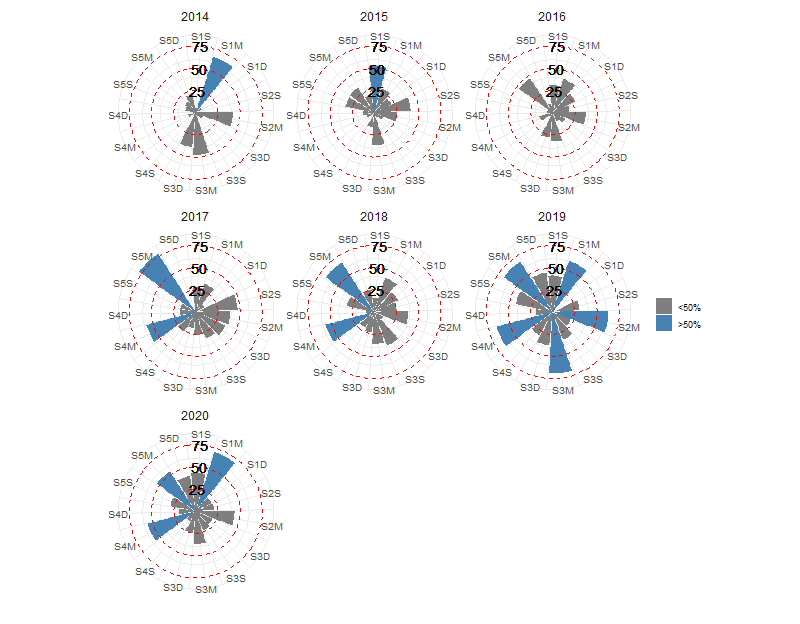 2014
S1S
S1M
S1D
S2S
S2M
S3D
S3S
S3M
S3D
S4S
S4M
S4D
S5S
S5M
S5D
75
50
25
2015
S1S
S1M
S1D
S2S
S2M
S3D
S3S
S3M
S3D
S4S
S4M
S4D
S5S
S5M
S5D
75
50
25
2016
S1S
S1M
S1D
S2S
S2M
S3D
S3S
S3M
S3D
S4S
S4M
S4D
S5S
S5M
S5D
75
50
25
2017
S1S
S1M
S1D
S2S
S2M
S3D
S3S
S3M
S3D
S4S
S4M
S4D
S5S
S5M
S5D
75
50
25
2018
S1S
S1M
S1D
S2S
S2M
S3D
S3S
S3M
S3D
S4S
S4M
S4D
S5S
S5M
S5D
75
50
25
2019
S1S
S1M
S1D
S2S
S2M
S3D
S3S
S3M
S3D
S4S
S4M
S4D
S5S
S5M
S5D
75
50
25
<50%
>50%
2020
S1S
S1M
S1D
S2S
S2M
S3D
S3S
S3M
S3D
S4S
S4M
S4D
S5S
S5M
S5D
75
50
25